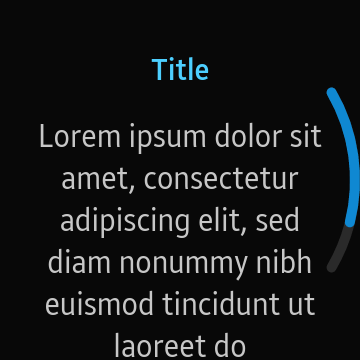 Title
Lorem ipsum dolor sit
amet, consectetur
adipiscing elit, sed
diam nonummy nibh
euismod tincidunt ut
laoreet do